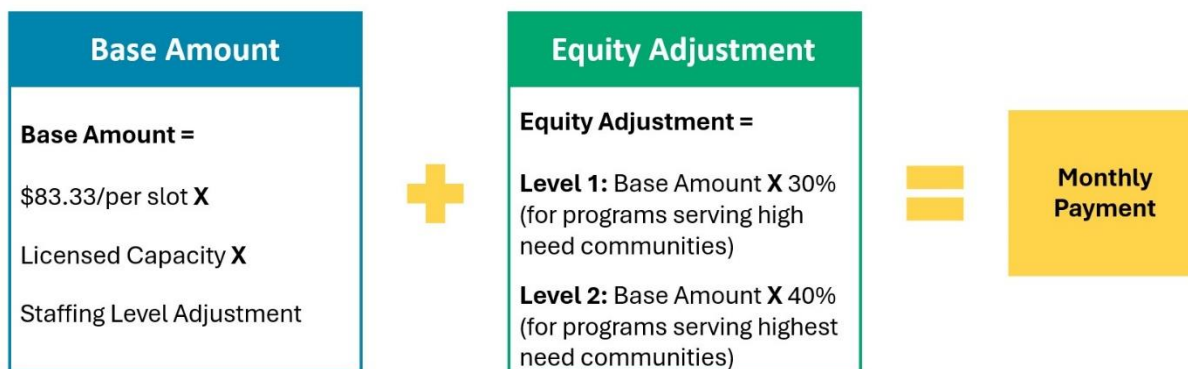 Base Amount
Base Amount =
$83.33/per slot X
Licensed Capacity X
Staffing Level Adjustment
Equity Adjustment
Equity Adjustment =
Level 1: Base Amount X 30%
(for programs serving high
need communities)
Level 2: Base Amount X 40%
(for programs serving highest
need communities)
Monthly
Payment